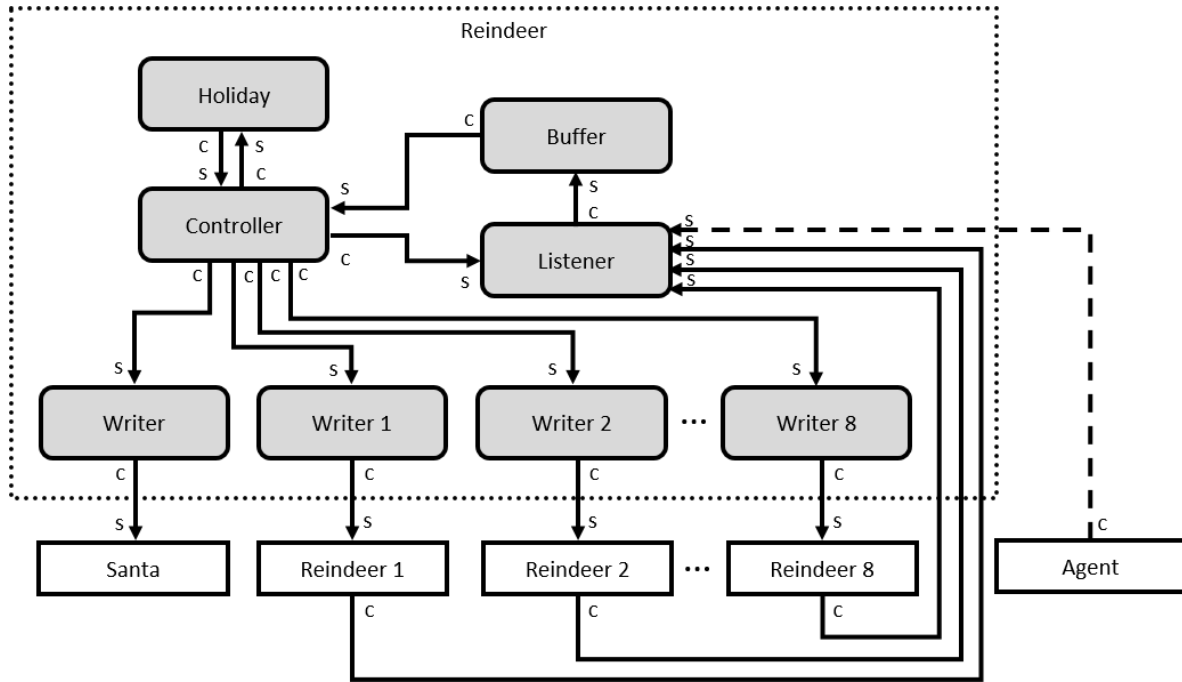 Reindeer
Holiday
Buffer
C
C
S
S
C
S
S
C
Controller
Listener
S
S
S
S
C
S
C
C
C
C
S
S
S
S
Writer
Writer 1
Writer 2
...
Writer 8
C
C
C
C
S
S
S
S
C
Santa
Reindeer 1
Reindeer 2
...
Reindeer 8
Agent
C
C
C